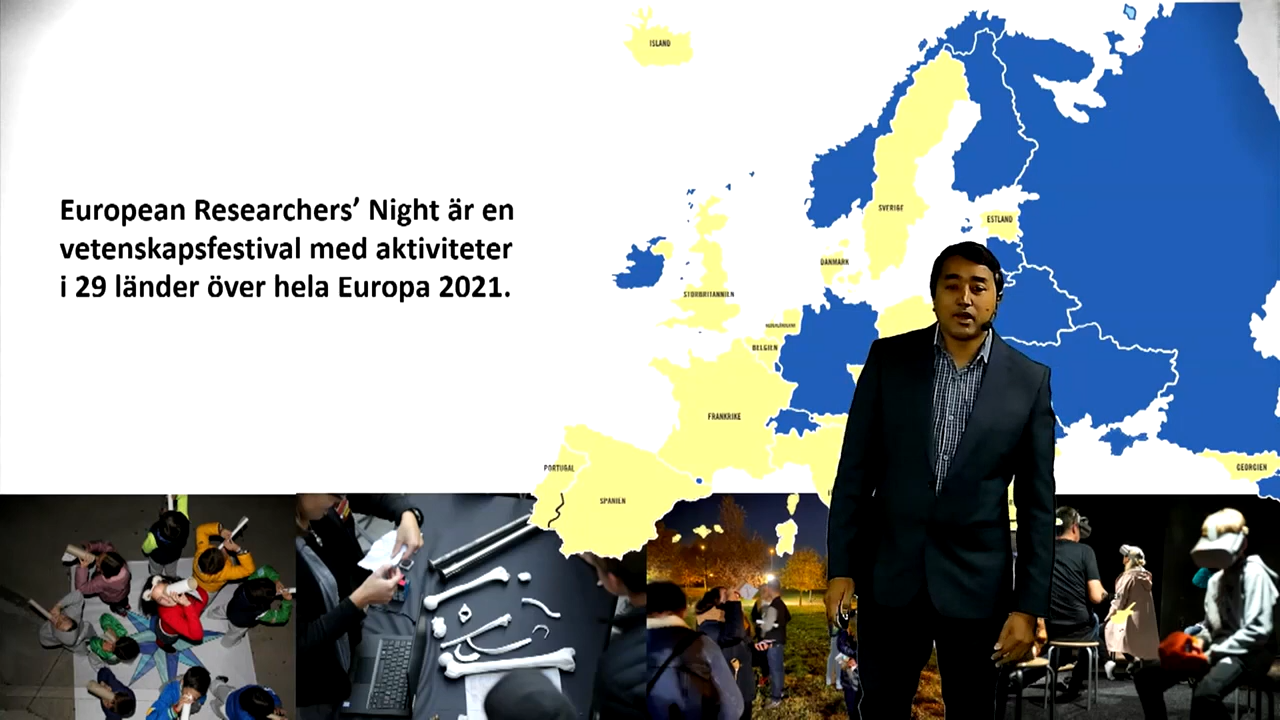 European Researchers’ Night är en
vetenskapsfestival med aktiviteter
i 29 länder över hela Europa 2021.
ISLAND
SVERIGE
ESTLAND
DANMARK
STORBRITANNIEN
BELGIEN
FRANKRIKE
PORTUGAL
SPANIEN
GEORGIEN